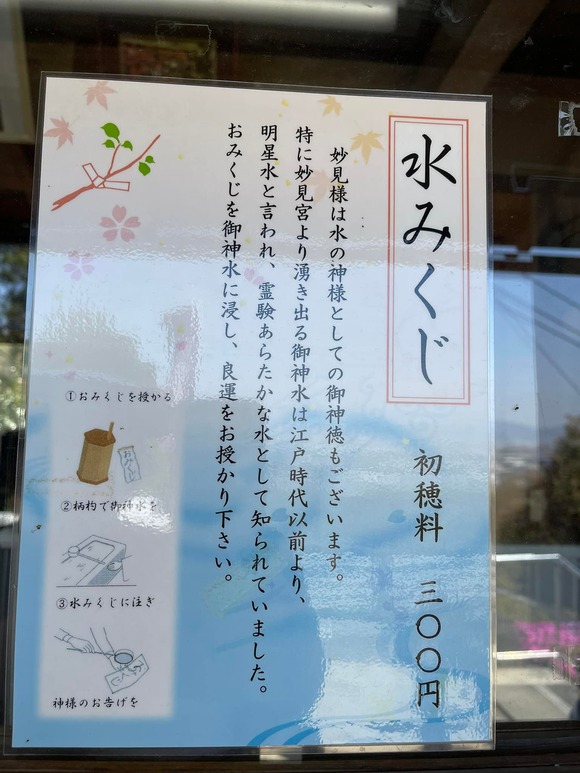 水みくじ
初穂料 三〇〇円
妙見様は水の神様としての御神徳もございます。
特に妙見宮より湧き出る御神水は江戸時代以前より、
明星水と言われ、霊験あらたかな水として知られていました。
おみくじを御神水に浸し、良運をお授かり下さい。
①おみくじを授かる
おみくじ
②柄杓で御神水を
③水みくじに注ぎ
神様のお告げを